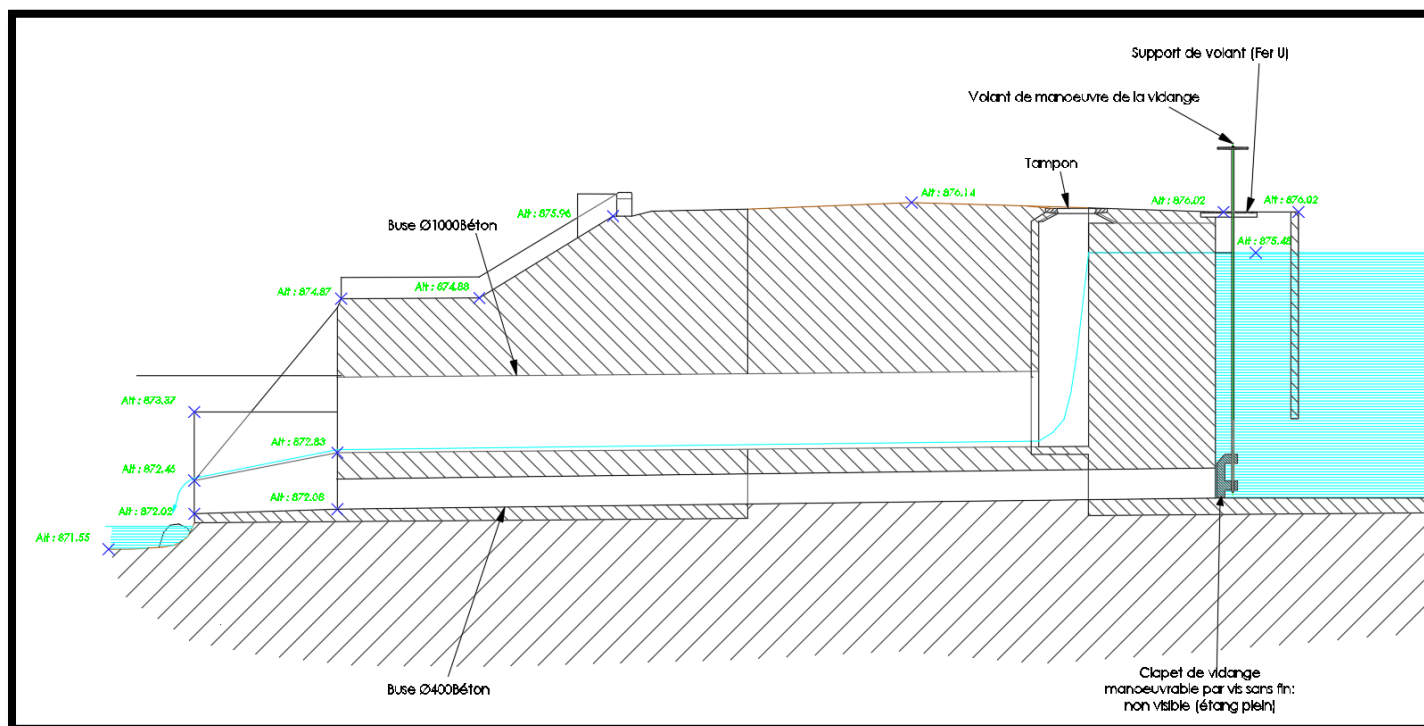 Support de volant (Fer U)
Volant de manoeuvre de la vidange
Tampon
Alt : 876.14
Alt : 875.96
Alt : 876.02
Alt : 876.02
Buse Ø1000Béton
Alt : 875.48
Alt : 874.87
Alt : 874.88
Alt : 873.37
Alt : 872.83
Alt : 872.46
Alt : 872.08
Alt : 872.02
Alt : 871.55
Buse Ø400Béton
Clapet de vidange
manoeuvrable par vis sans fin:
non visible (étang plein)